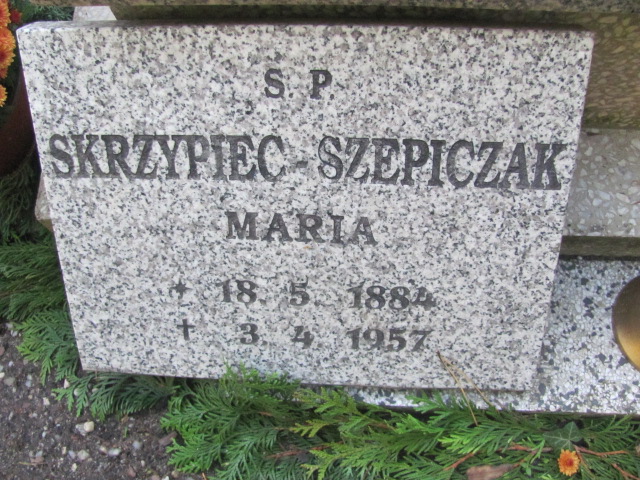 S P
SKRZYPIEC-SZEPICZAK
MARIA
* 18 5 1884
† 3 4 1957